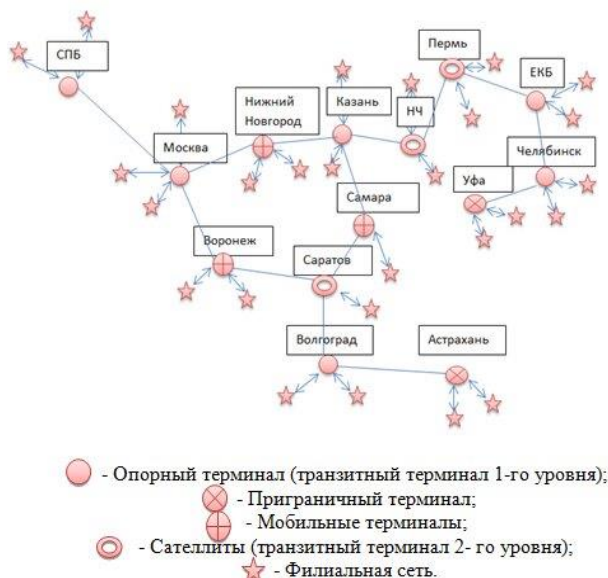 СПБ
Пермь
ЕКБ
Нижний
Новгород
Казань
НЧ
Москва
Челябинск
Уфа
Самара
Воронеж
Саратов
Волгоград
Астрахань
- Опорный терминал (транзитный терминал 1-го уровня);
- Приграничный терминал;
- Мобильные терминалы;
- Сателлиты (транзитный терминал 2- го уровня);
- Филиальная сеть.